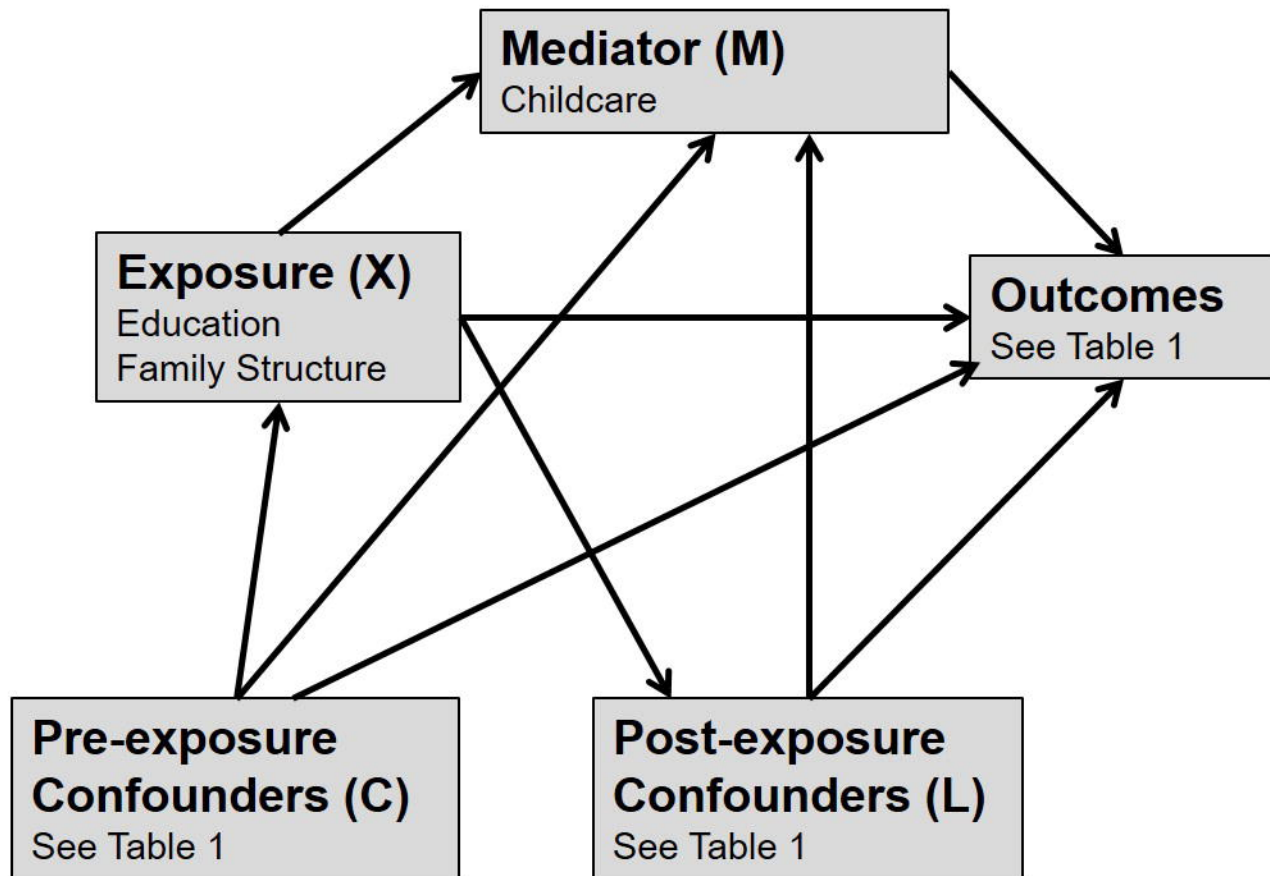 Mediator (M)
Childcare
Exposure (X)
Education
Family Structure
Outcomes
See Table 1
Pre-exposure
Confounders (C)
See Table 1
Post-exposure
Confounders (L)
See Table 1